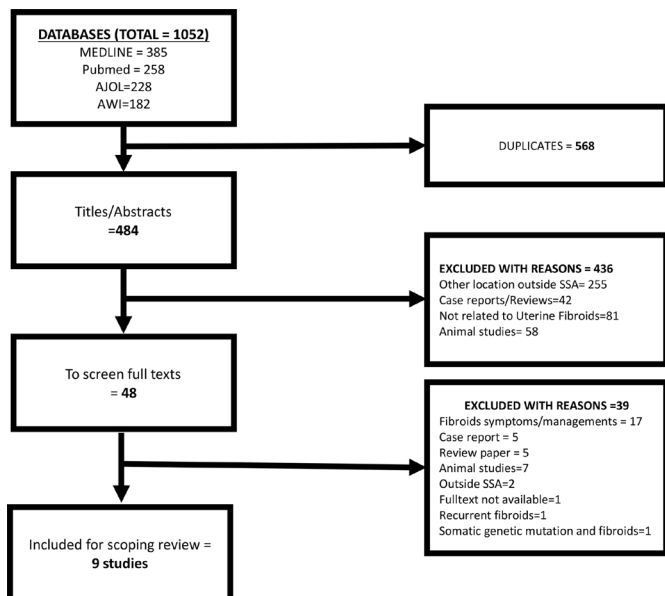 DATABASES (TOTAL = 1052)
MEDLINE = 385
Pubmed = 258
AJOL=228
AWI=182
DUPLICATES = 568
Titles/Abstracts
=484
EXCLUDED WITH REASONS = 436
Other location outside SSA= 255
Case reports/Reviews=42
Not related to Uterine Fibroids=81
Animal studies= 58
To screen full texts
= 48
EXCLUDED WITH REASONS =39
Fibroids symptoms/managements = 17
Case report = 5
Review paper = 5
Animal studies=7
Outside SSA=2
Fulltext not available=1
Recurrent fibroids=1
Somatic genetic mutation and fibroids=1
Included for scoping review =
9 studies